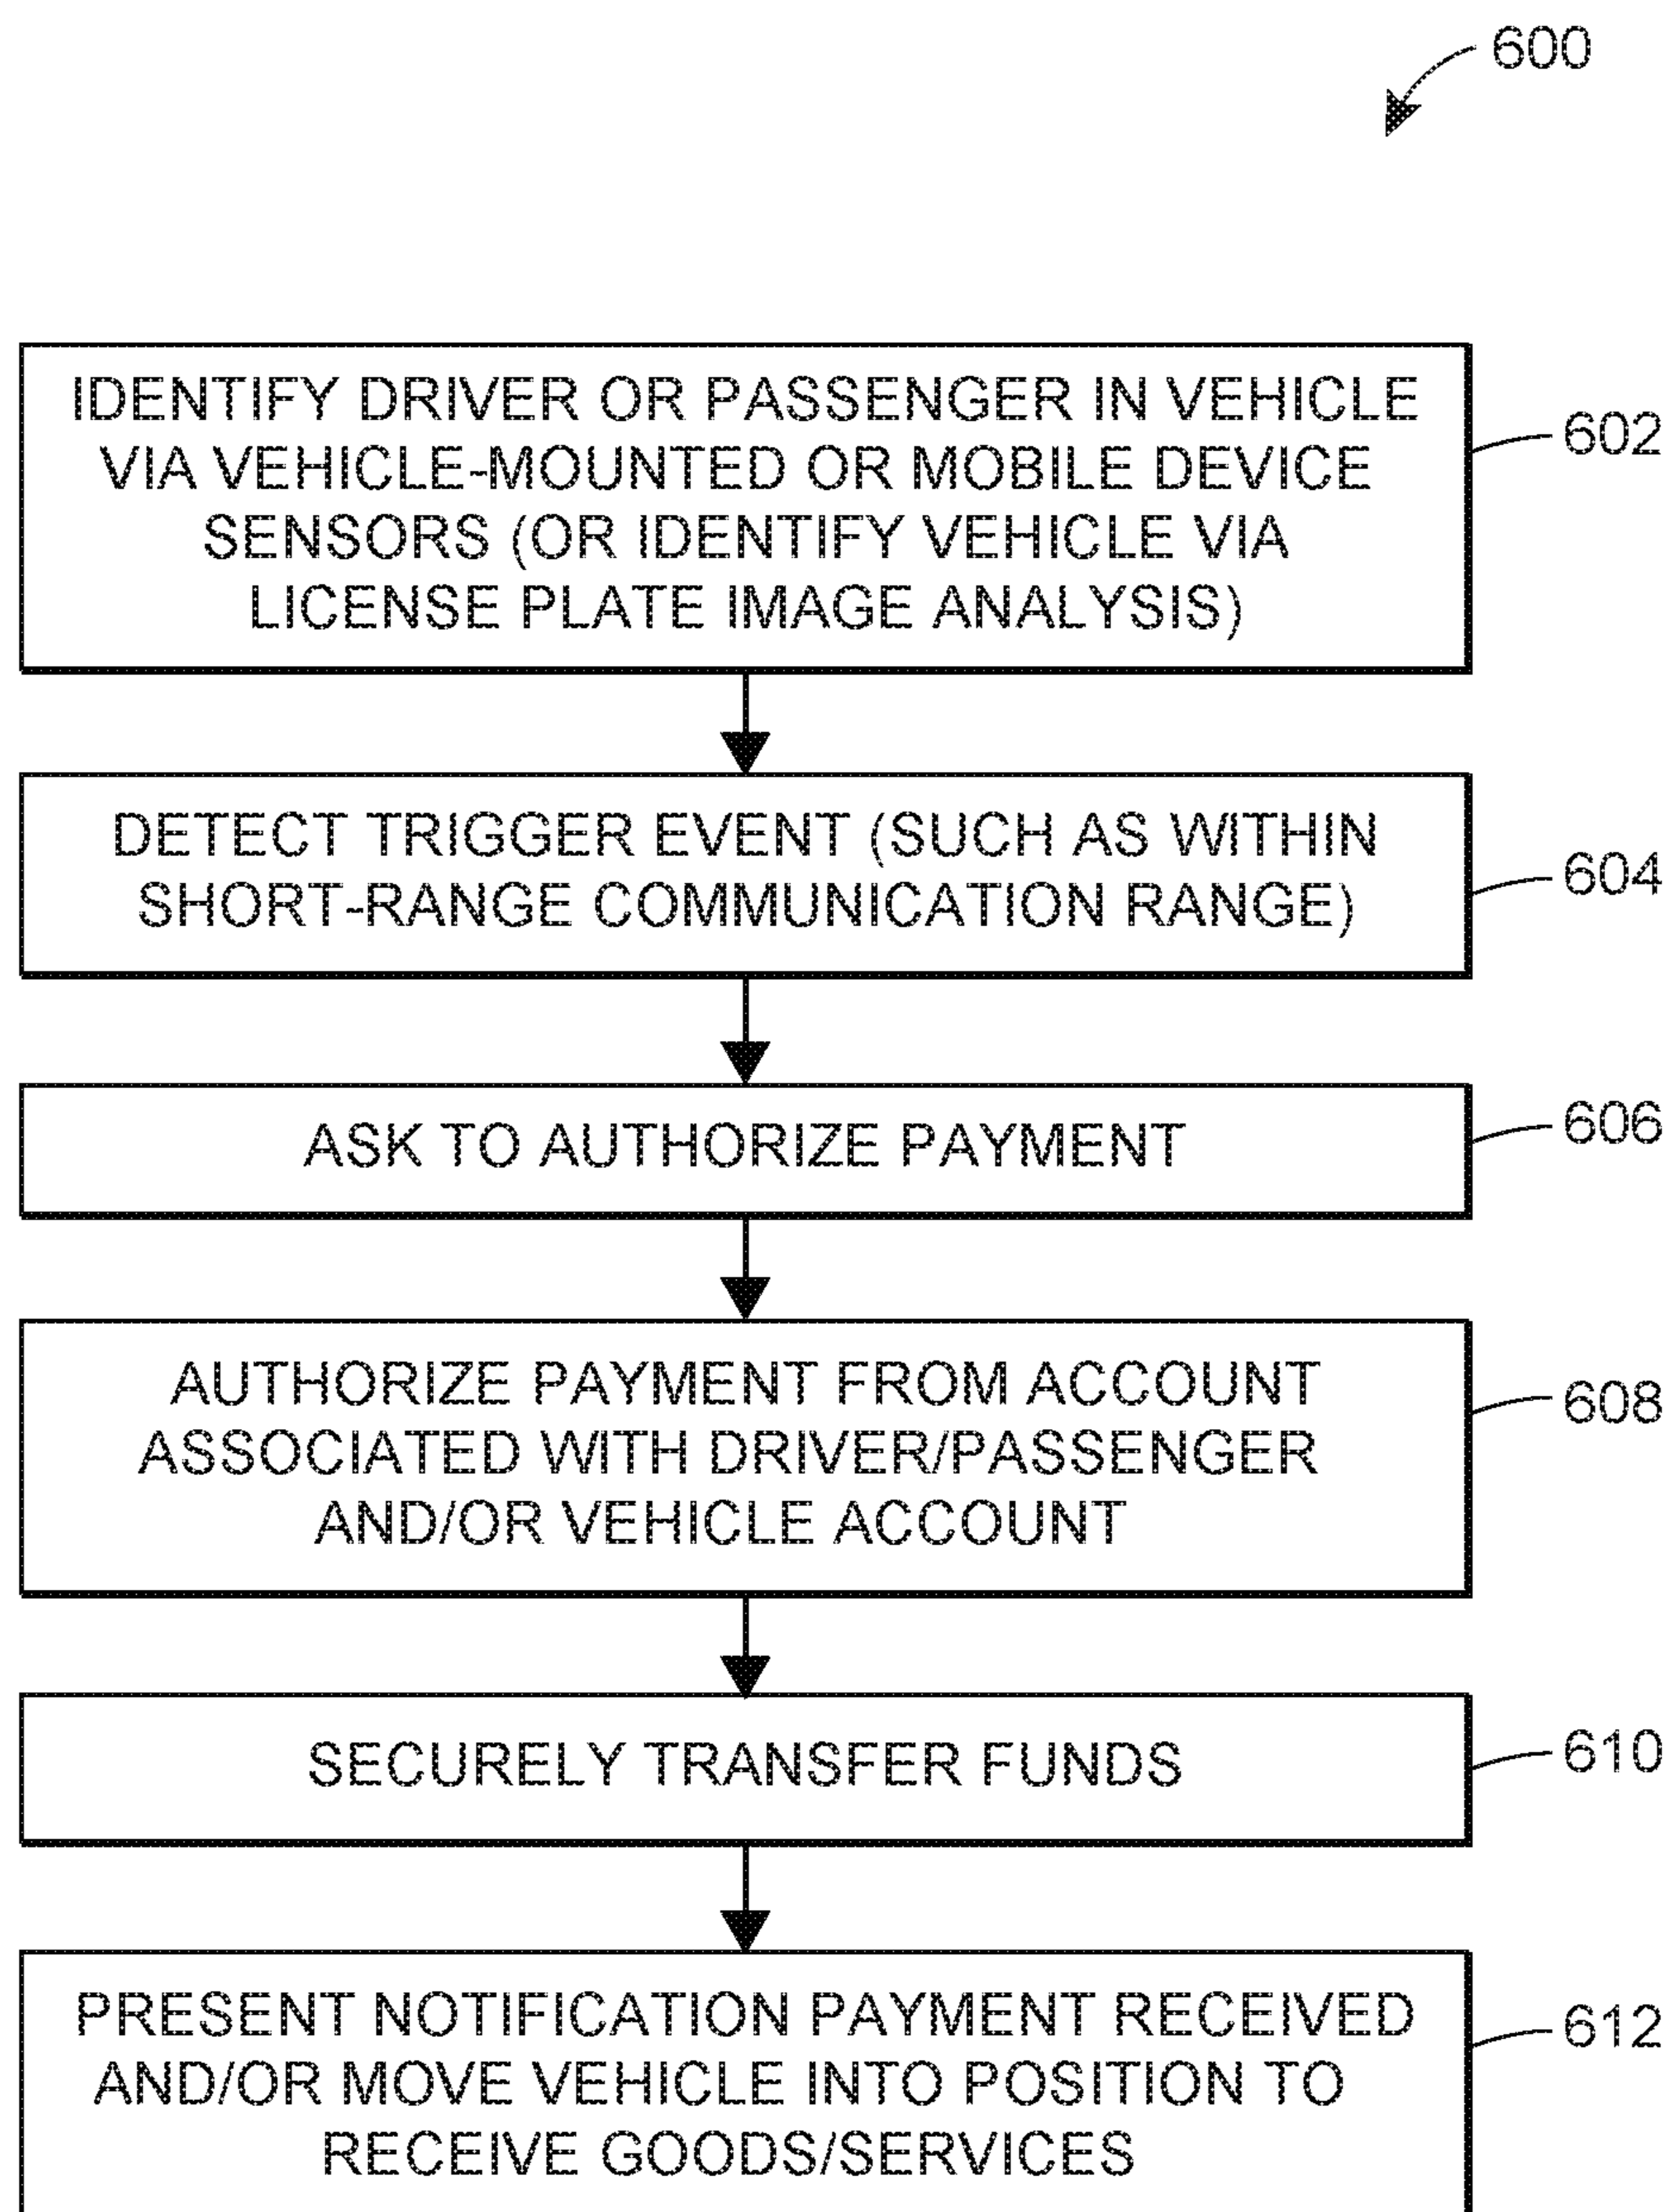 600
IDENTIFY DRIVER OR PASSENGER IN VEHICLE
VIA VEHICLE-MOUNTED OR MOBILE DEVICE
SENSORS (OR IDENTIFY VEHICLE VIA
LICENSE PLATE IMAGE ANALYSIS)
602
DETECT TRIGGER EVENT (SUCH AS WITHIN
SHORT-RANGE COMMUNICATION RANGE)
604
ASK TO AUTHORIZE PAYMENT
606
AUTHORIZE PAYMENT FROM ACCOUNT
ASSOCIATED WITH DRIVER/PASSENGER
AND/OR VEHICLE ACCOUNT
608
SECURELY TRANSFER FUNDS
610
PRESENT NOTIFICATION PAYMENT RECEIVED
AND/OR MOVE VEHICLE INTO POSITION TO
RECEIVE GOODS/SERVICES
612